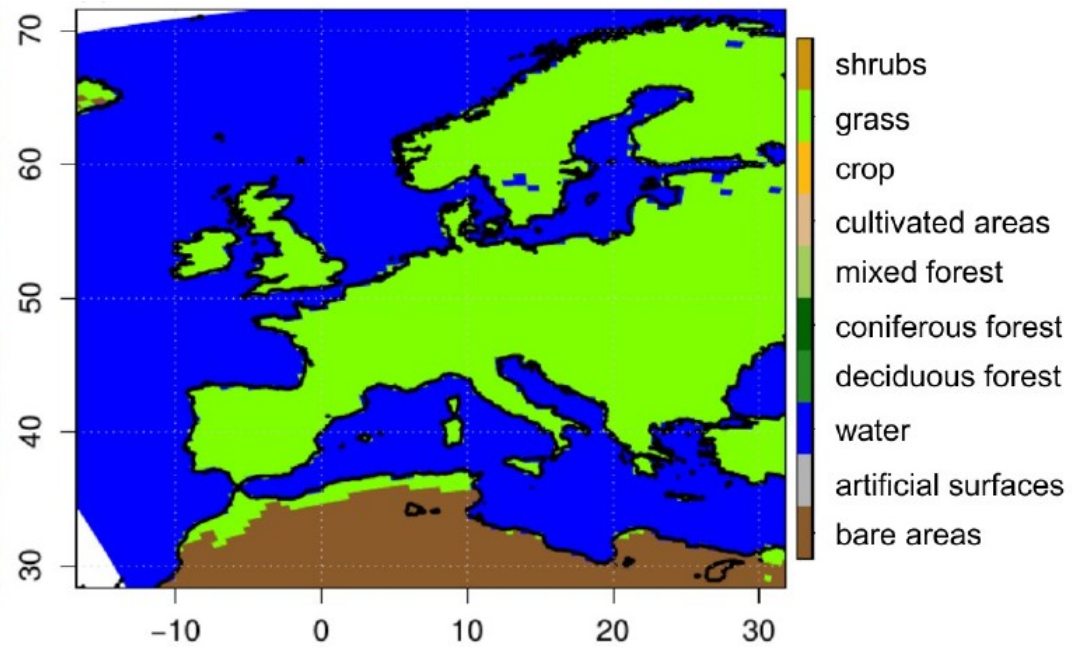 70
60
50
40
30
−10 0 10 20 30
shrubs
grass
crop
cultivated areas
mixed forest
coniferous forest
deciduous forest
water
artificial surfaces
bare areas